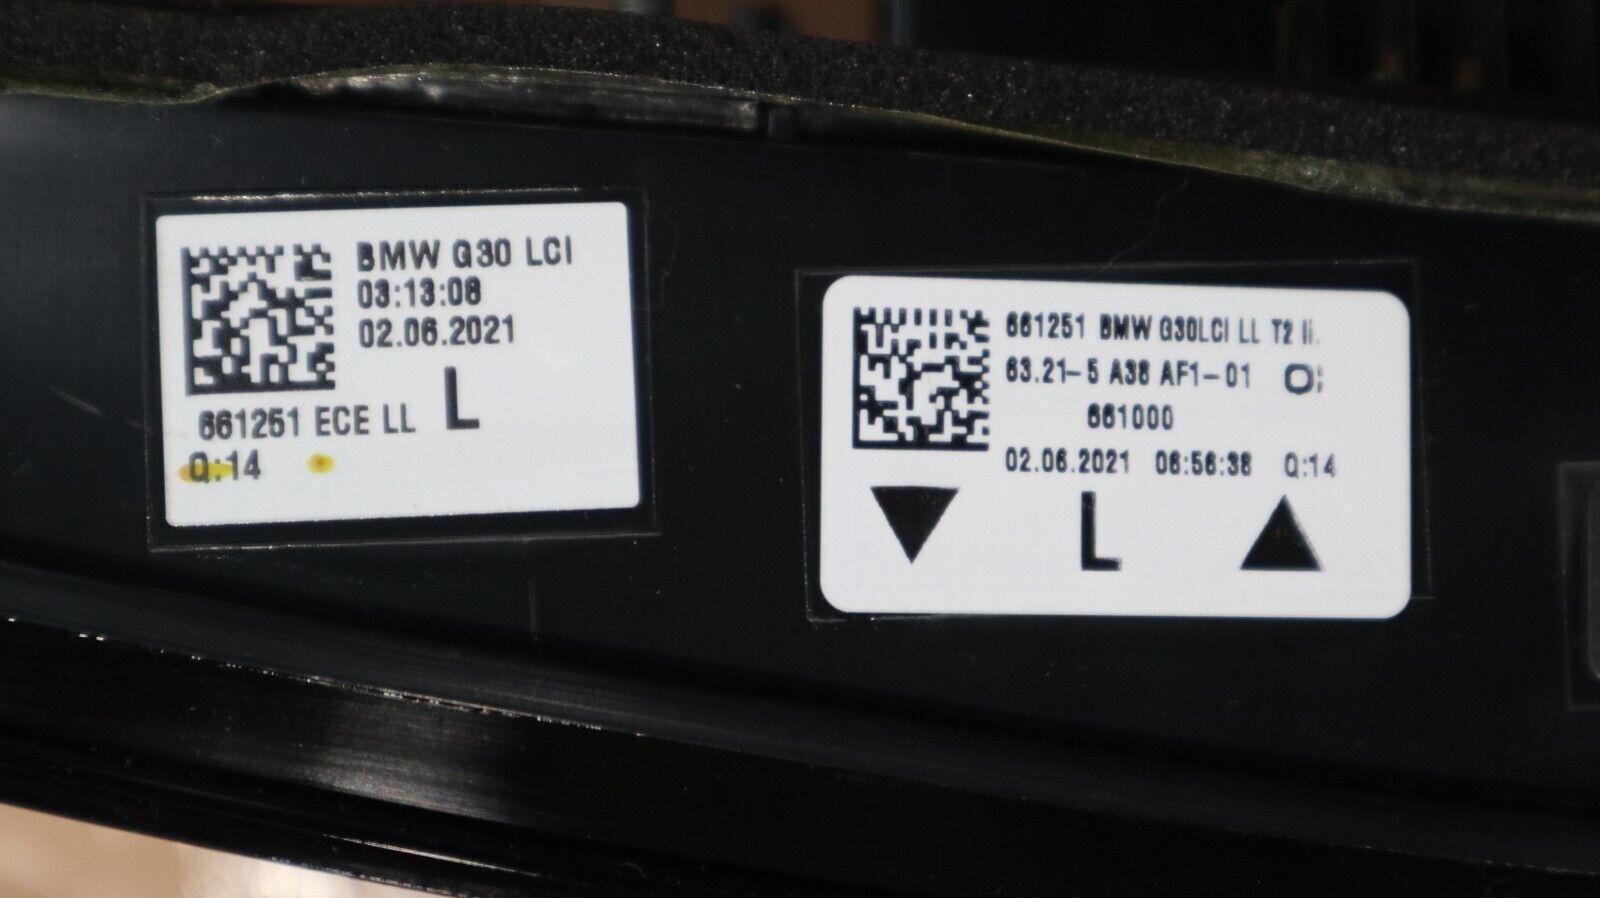 BMW G30 LCI
03:13:08
02.06.2021
661251 ECE LL L
Q:14
661251 BMW G30LCI LL T2 li.
63.21-5 A38 AF1-01
661000
02.06.2021 06:56:38 Q:14
L